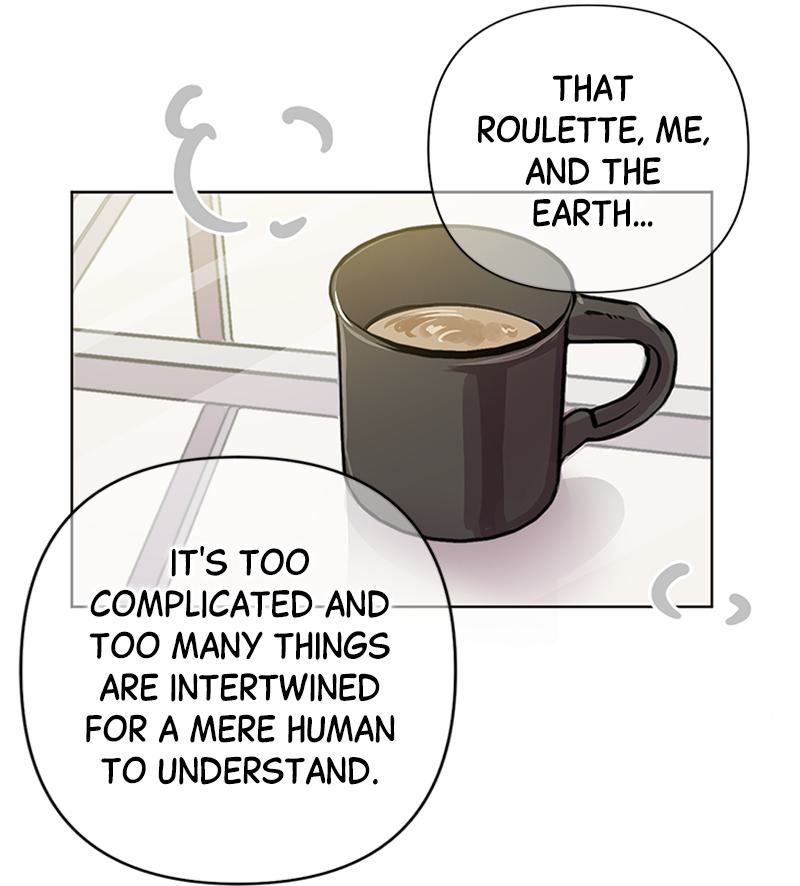 THAT
ROULETTE, ME,
AND THE
EARTH...
IT'S TOO
COMPLICATED AND
TOO MANY THINGS
ARE INTERTWINED
FOR A MERE HUMAN
TO UNDERSTAND.